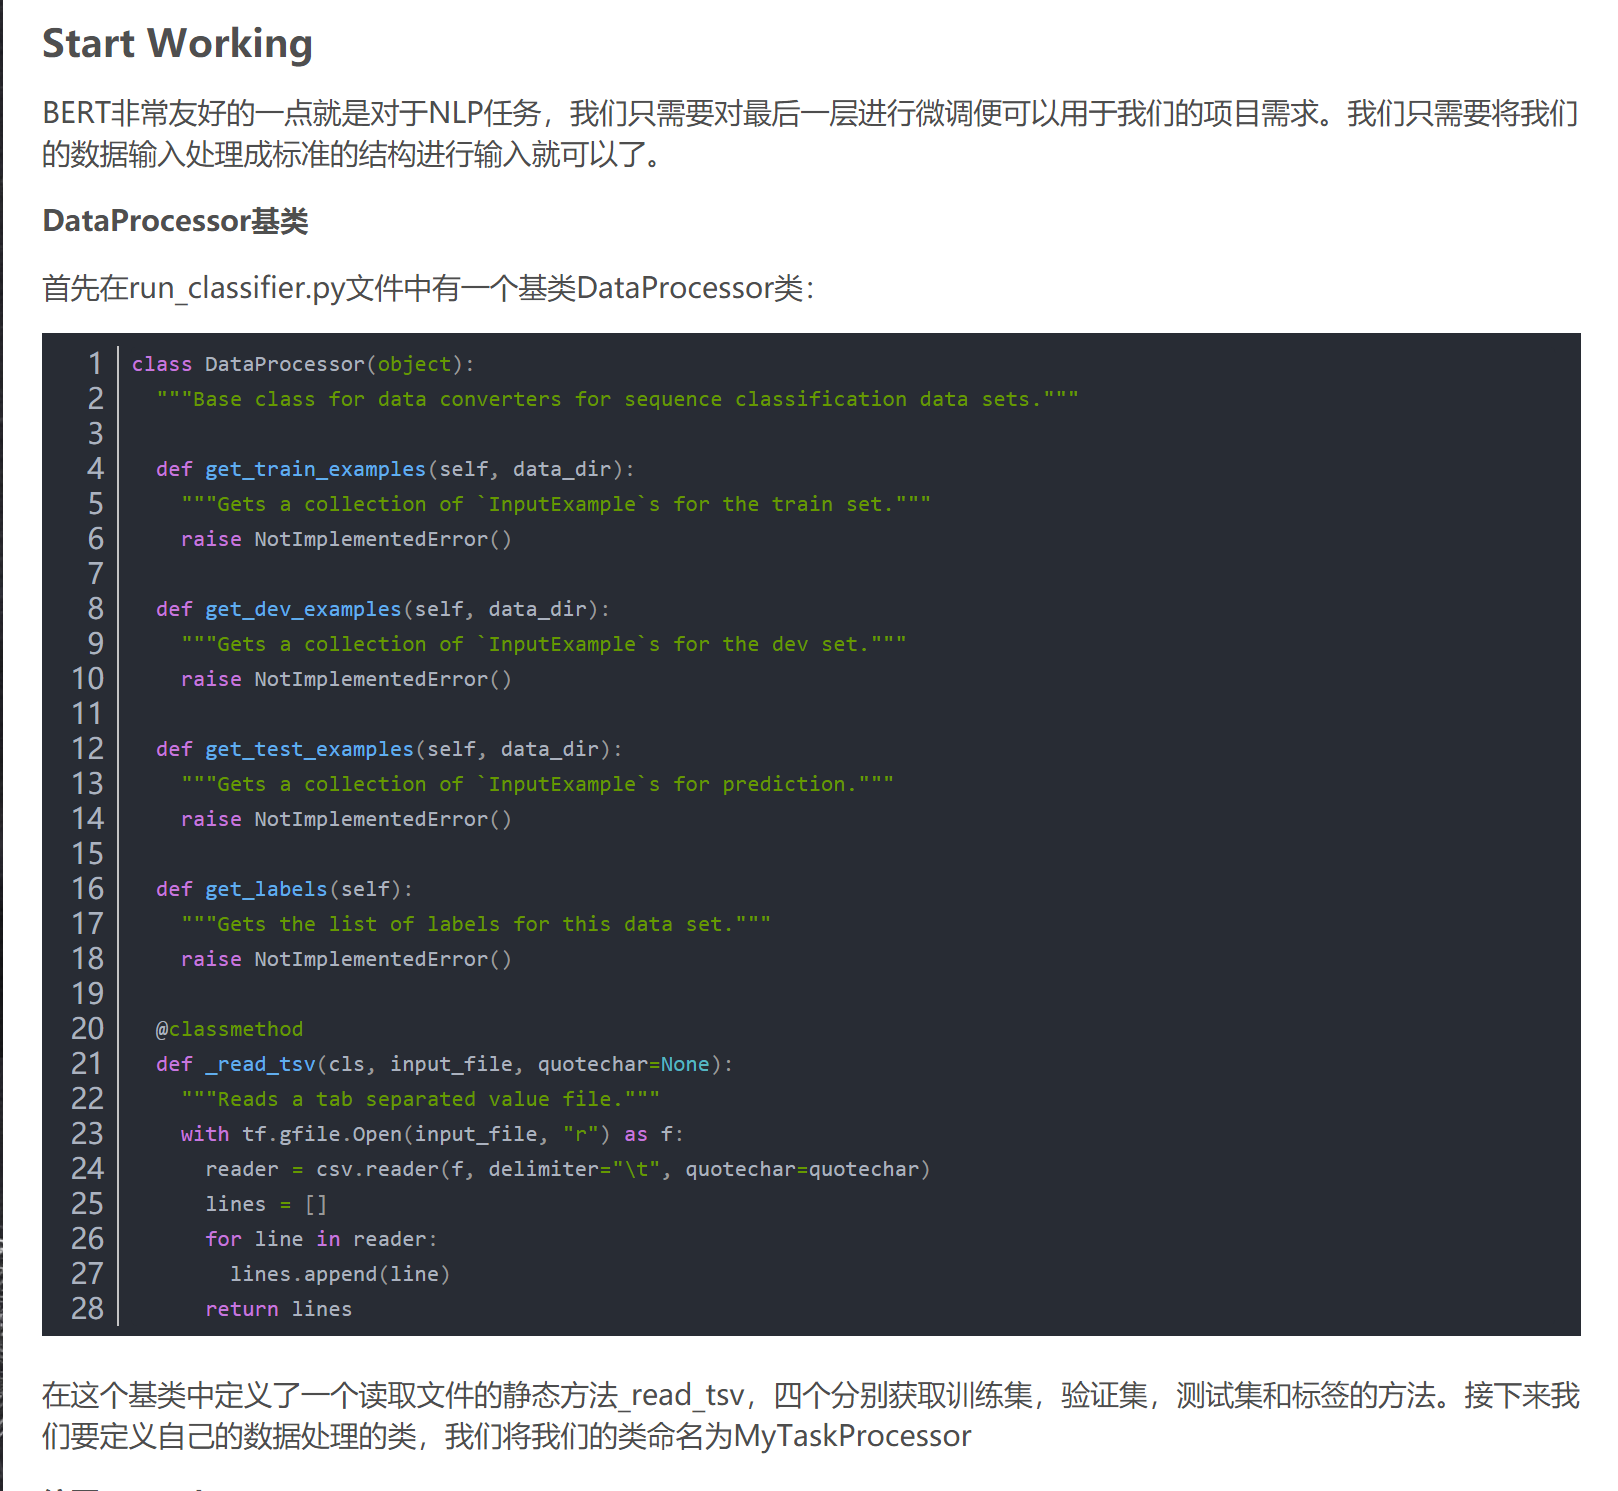 Start Working
BERT非常友好的一点就是对于NLP任务，我们只需要对最后一层进行微调便可以用于我们的项目需求。我们只需要将我们
的数据输入处理成标准的结构进行输入就可以了。
DataProcessor基类
首先在run_classifier.py文件中有一个基类DataProcessor类：
1 class DataProcessor(object):
2   """Base class for data converters for sequence classification data sets."""
3
4   def get_train_examples(self, data_dir):
5     """Gets a collection of `InputExample`s for the train set."""
6     raise NotImplementedError()
7
8   def get_dev_examples(self, data_dir):
9     """Gets a collection of `InputExample`s for the dev set."""
10     raise NotImplementedError()
11
12   def get_test_examples(self, data_dir):
13     """Gets a collection of `InputExample`s for prediction."""
14     raise NotImplementedError()
15
16   def get_labels(self):
17     """Gets the list of labels for this data set."""
18     raise NotImplementedError()
19
20   @classmethod
21   def _read_tsv(cls, input_file, quotechar=None):
22     """Reads a tab separated value file."""
23     with tf.gfile.Open(input_file, "r") as f:
24       reader = csv.reader(f, delimiter="\t", quotechar=quotechar)
25       lines = []
26       for line in reader:
27         lines.append(line)
28       return lines
在这个基类中定义了一个读取文件的静态方法_read_tsv，四个分别获取训练集，验证集，测试集和标签的方法。接下来我
们要定义自己的数据处理的类，我们将我们的类命名为MyTaskProcessor